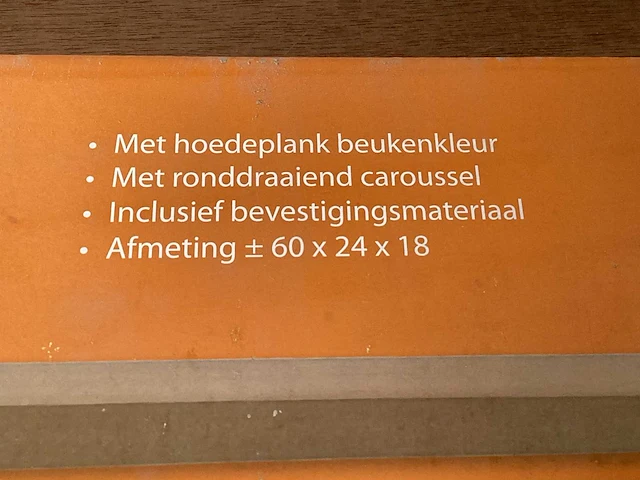 • Met hoedeplank beukenkleur
• Met ronddraaiend caroussel
• Inclusief bevestigingsmateriaal
• Afmeting ± 60 x 24 x 18